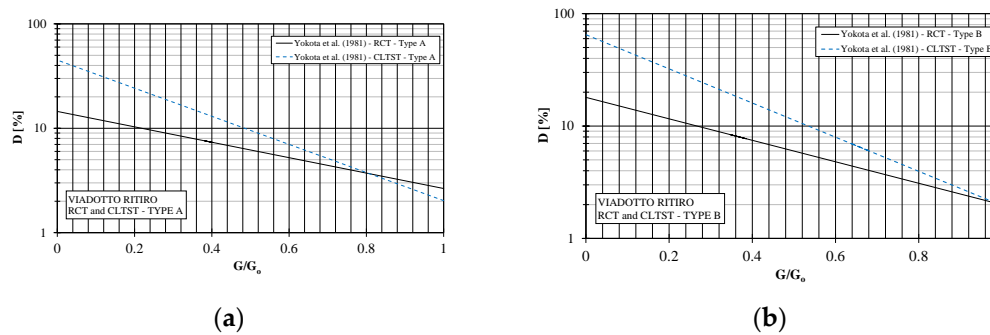 100
10
1
D [%]
Yokota et al. (1981) - RCT - Type A
Yokota et al. (1981) - CLTST - Type A
VIADOTTO RITIRO
RCT and CLTST - TYPE A
0 0.2 0.4 0.6 0.8 1
G/Go
(a)
100
10
1
D [%]
Yokota et al. (1981) - RCT - Type B
Yokota et al. (1981) - CLTST - Type B
VIADOTTO RITIRO
RCT and CLTST - TYPE B
0 0.2 0.4 0.6 0.8
G/Go
(b)